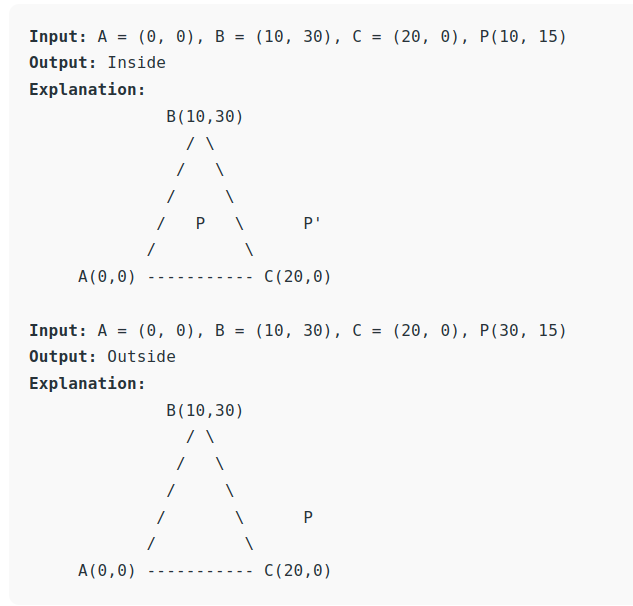 Input: A = (0, 0), B = (10, 30), C = (20, 0), P(10, 15)
Output: Inside
Explanation:
              B(10,30)
                / \
               /   \
              /     \
             /   P   \      P'
            /         \
     A(0,0) ----------- C(20,0)

Input: A = (0, 0), B = (10, 30), C = (20, 0), P(30, 15)
Output: Outside
Explanation:
              B(10,30)
                / \
               /   \
              /     \
             /       \      P
            /         \
     A(0,0) ----------- C(20,0)